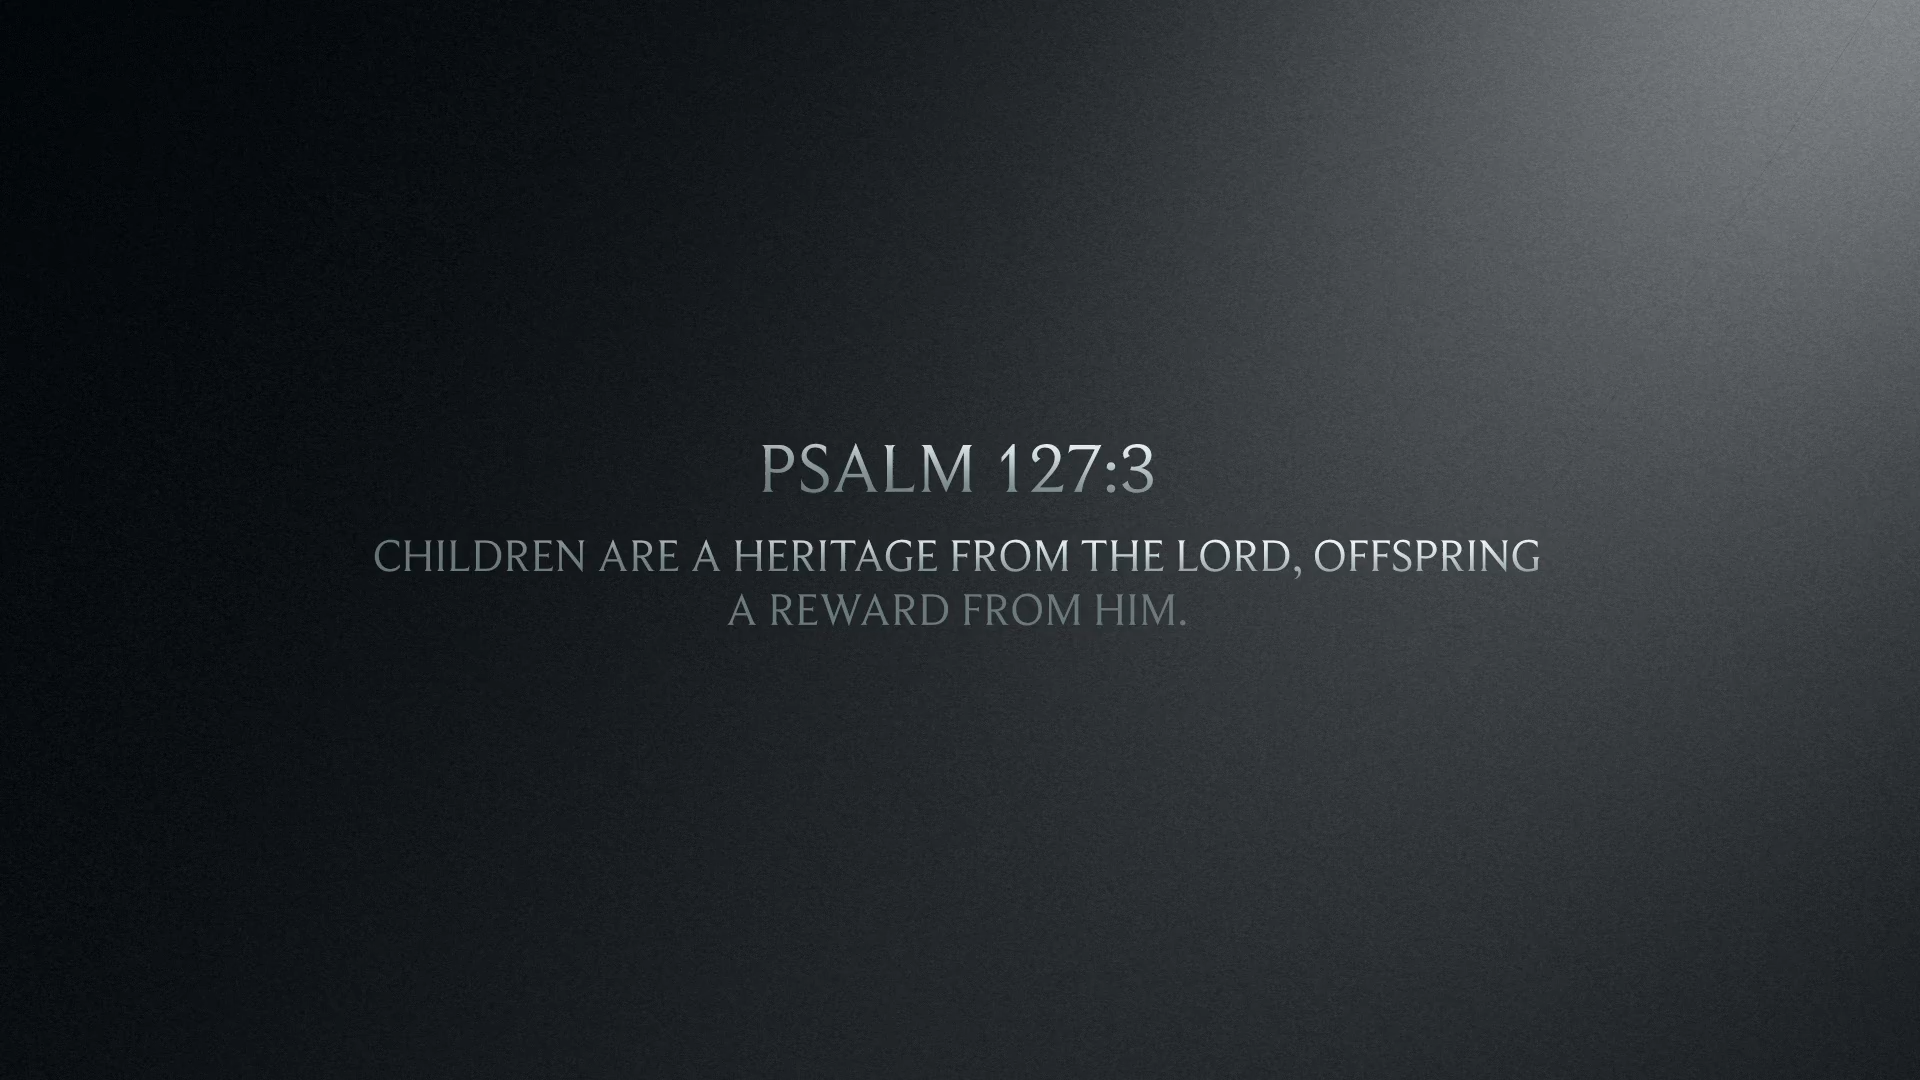 PSALM 127:3
CHILDREN ARE A HERITAGE FROM THE LORD, OFFSPRING
A REWARD FROM HIM.